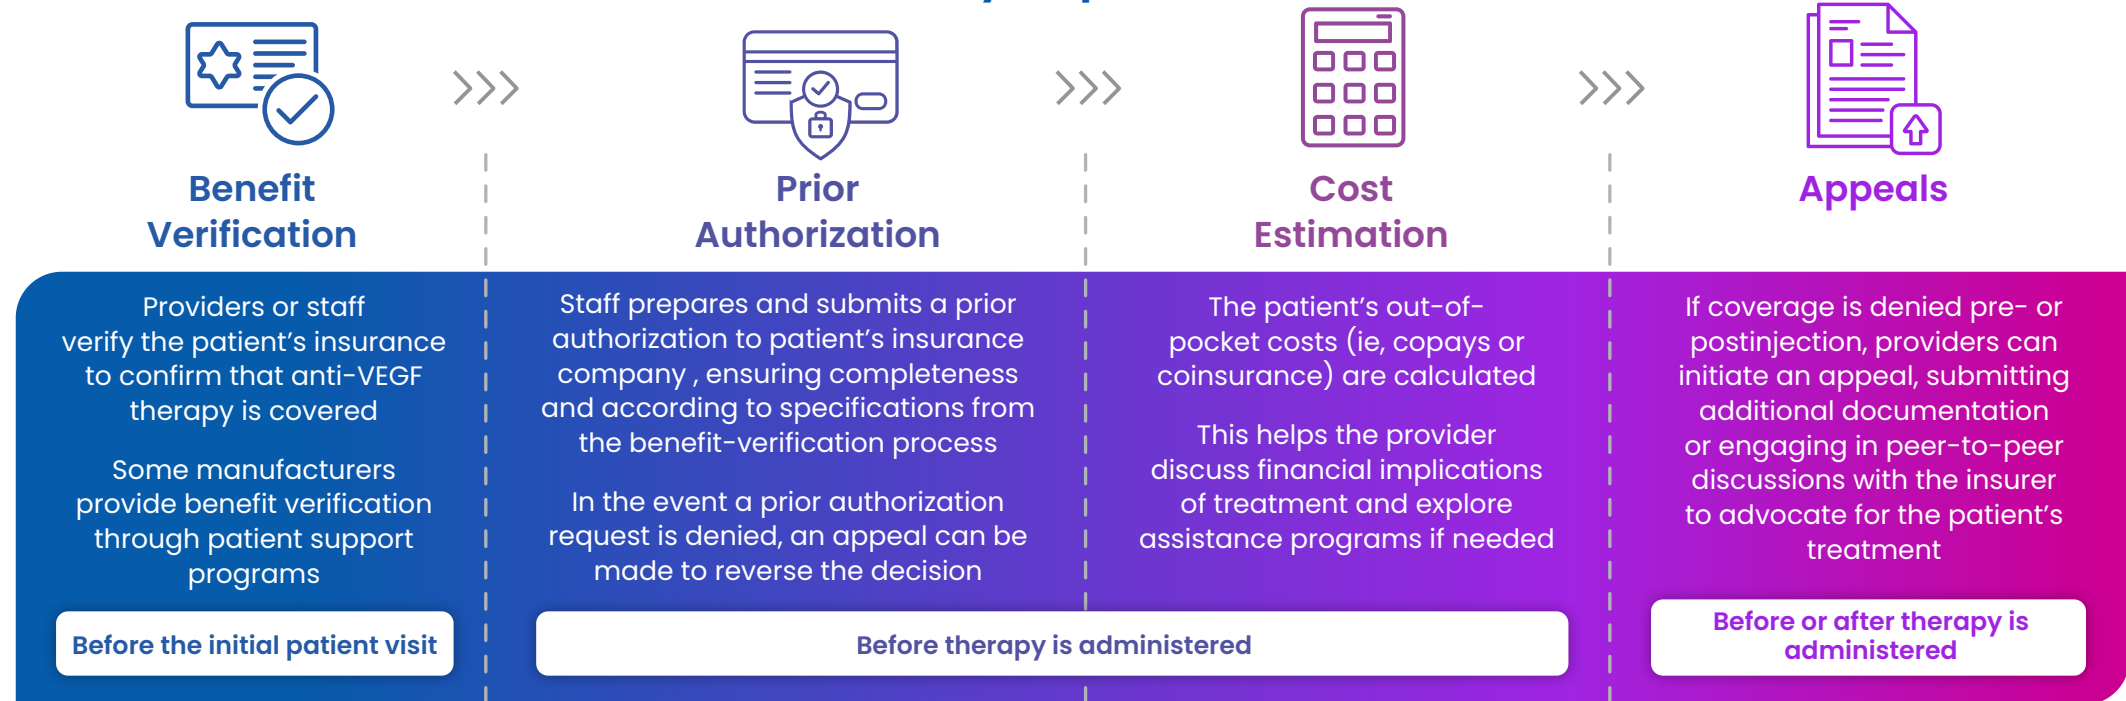 Benefit
Verification
Prior
Authorization
Cost
Estimation
Appeals
Providers or staff
verify the patient's insurance
to confirm that anti-VEGF
therapy is covered
Some manufacturers
provide benefit verification
through patient support
programs
Before the initial patient visit
Staff prepares and submits a prior
authorization to patient's insurance
company , ensuring completeness
and according to specifications from
the benefit-verification process
In the event a prior authorization
request is denied, an appeal can be
made to reverse the decision
The patient's out-of-
pocket costs (ie, copays or
coinsurance) are calculated
This helps the provider
discuss financial implications
of treatment and explore
assistance programs if needed
Before therapy is administered
If coverage is denied pre- or
postinjection, providers can
initiate an appeal, submitting
additional documentation
or engaging in peer-to-peer
discussions with the insurer
to advocate for the patient's
treatment
Before or after therapy is
administered